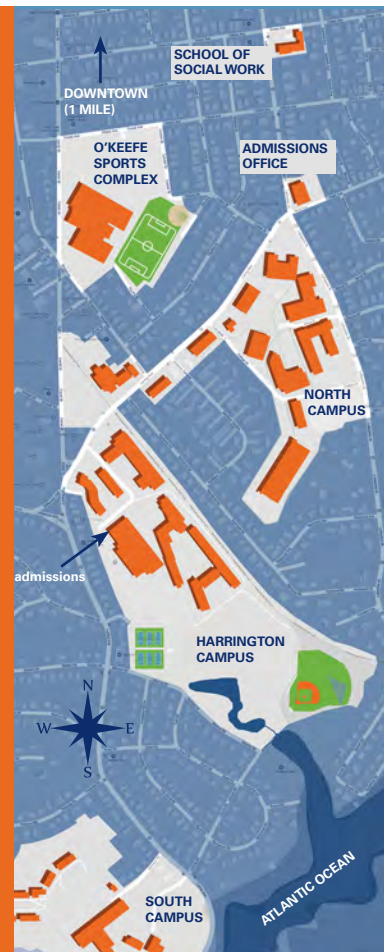 SCHOOL OF
SOCIAL WORK
DOWNTOWN
(1 MILE)
O'KEEFE
SPORTS
COMPLEX
ADMISSIONS
OFFICE
NORTH
CAMPUS
admissions
HARRINGTON
CAMPUS
N
W
E
S
SOUTH
CAMPUS
ATLANTIC OCEAN